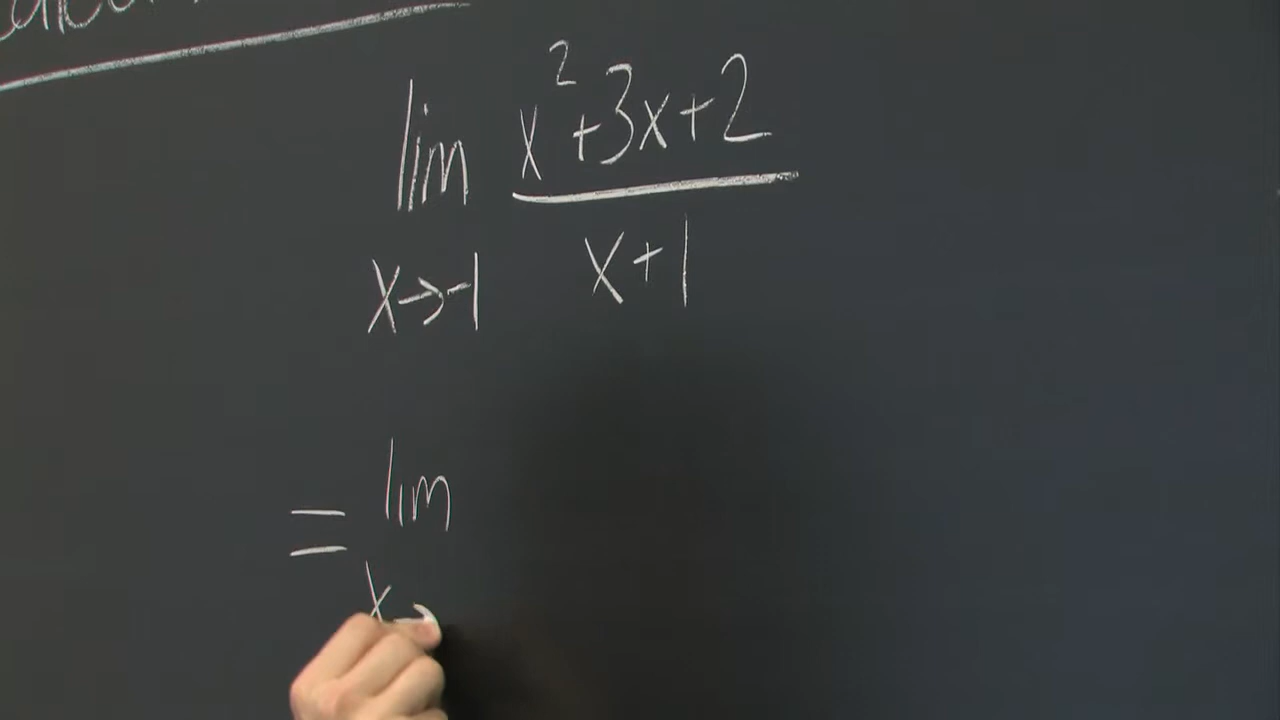 lim x²+3x+2
x→-1 x+1
= lim
x→